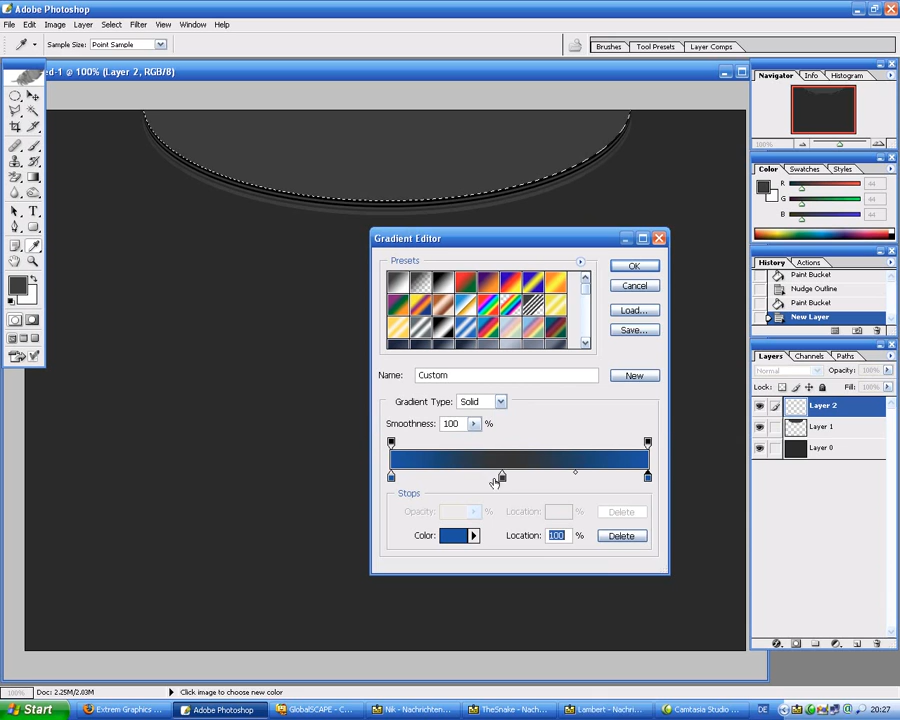 Adobe Photoshop
File Edit Image Layer Select Filter View Window Help
Sample Size: Point Sample
Brushes Tool Presets Layer Comps
ed-1 @ 100% (Layer 2, RGB/8)
Navigator Info Histogram
100%
Color Swatches Styles
R 44
G 44
B 44
History Actions
Paint Bucket
Nudge Outline
Paint Bucket
New Layer
Layers Channels Paths
Normal Opacity: 100%
Lock: Fill: 100%
Layer 2
Layer 1
Layer 0
Gradient Editor
Presets
OK
Cancel
Load...
Save...
Name: Custom New
Gradient Type: Solid
Smoothness: 100 %
Stops
Opacity: % Location: % Delete
Color: Location: 100 % Delete
100% Doc: 2.25M/2.03M Click image to choose new color
Start Extrem Graphics ... Adobe Photoshop GlobalSCAPE - C... Nik - Nachrichten... TheSnake - Nach... Lambert - Nachri... Camtasia Studio ... DE 20:27